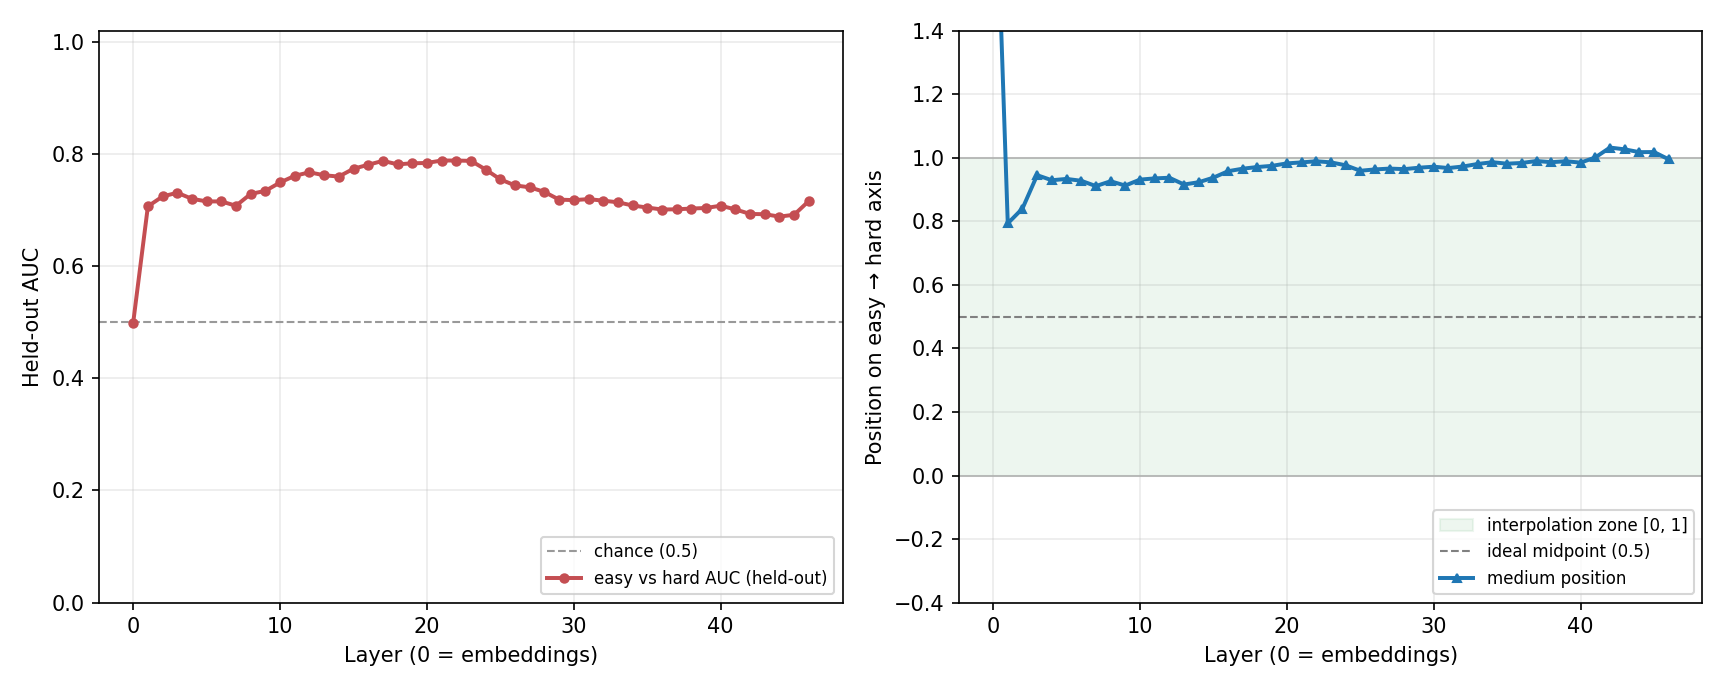 Held-out AUC
1.0
0.8
0.6
0.4
0.2
0.0
0
10
20
30
40
Layer (0 = embeddings)
chance (0.5)
easy vs hard AUC (held-out)
Position on easy → hard axis
1.4
1.2
1.0
0.8
0.6
0.4
0.2
0.0
−0.2
−0.4
0
10
20
30
40
Layer (0 = embeddings)
interpolation zone [0, 1]
ideal midpoint (0.5)
medium position